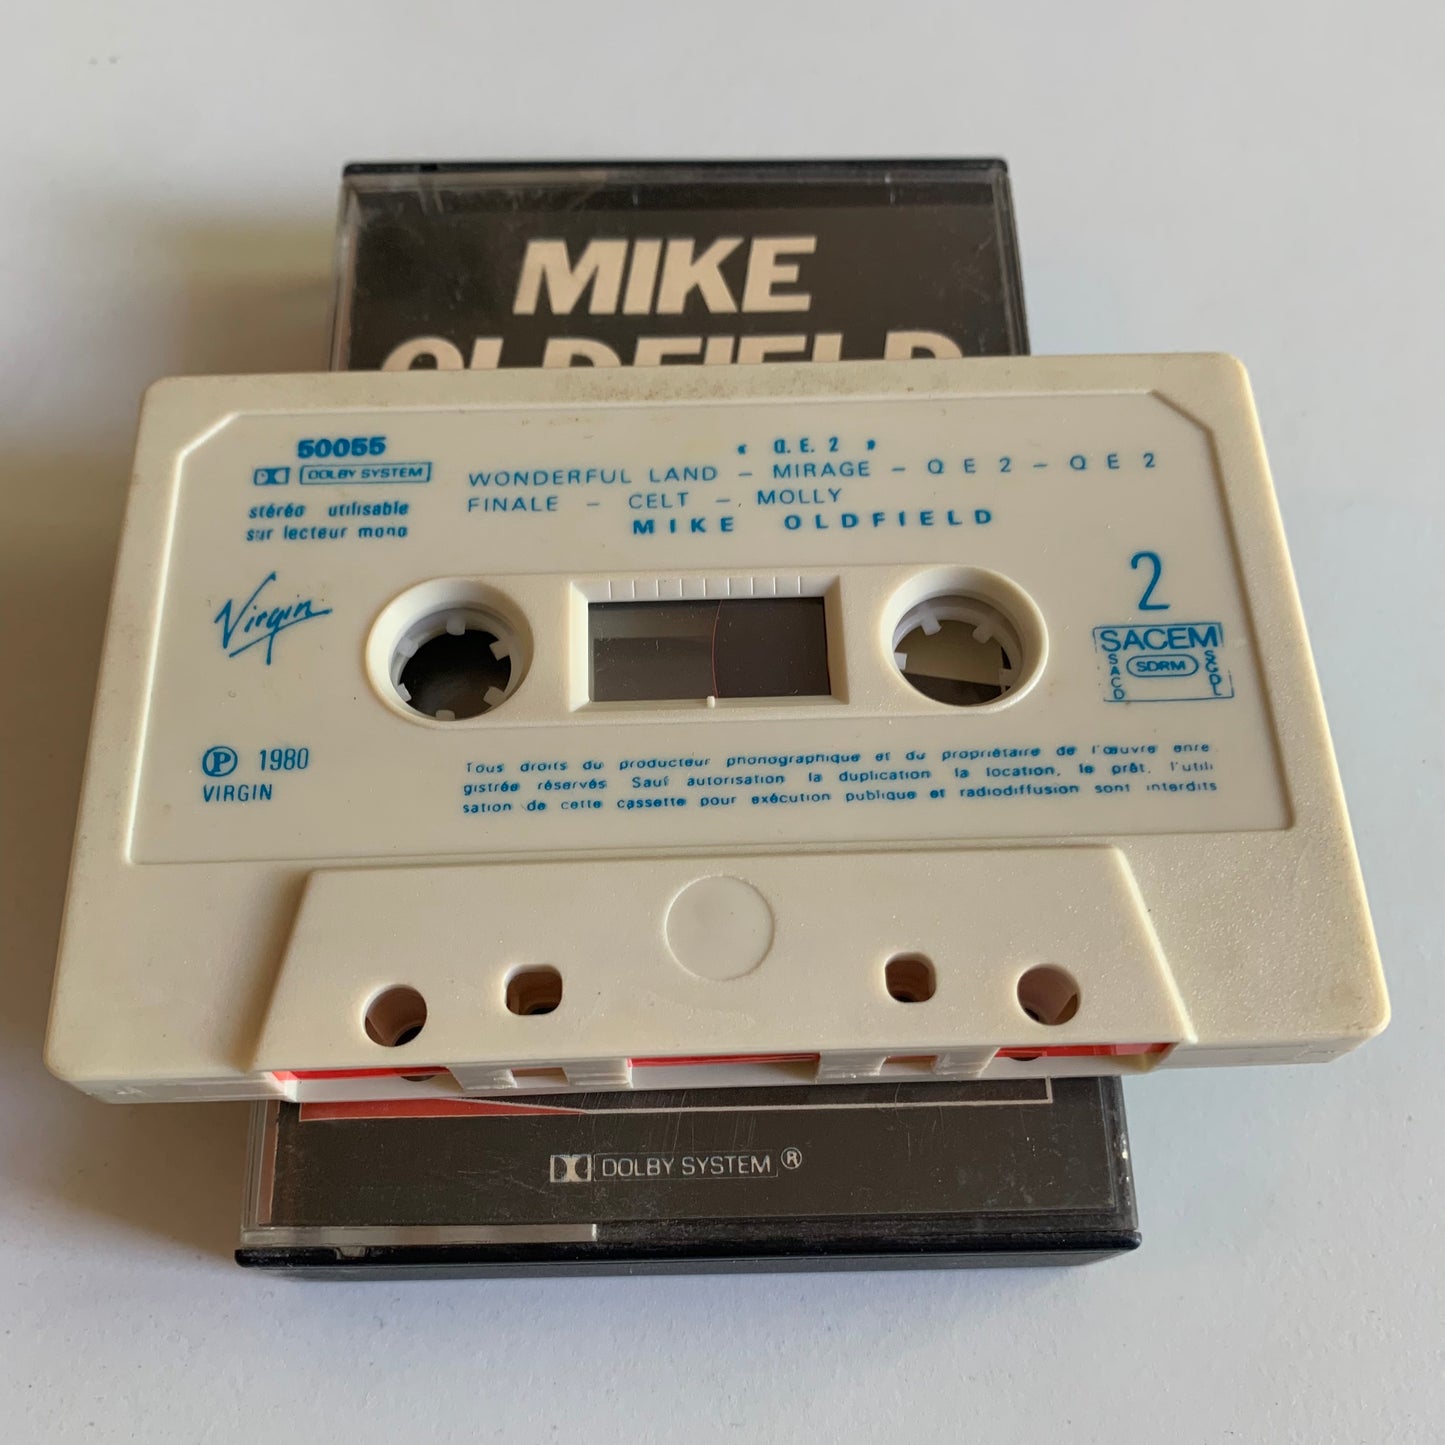 MIKE
OLDFIELD
50055
« Q.E.2 »
DOLBY SYSTEM
WONDERFUL LAND – MIRAGE – Q E 2 – Q E 2
FINALE – CELT – MOLLY
stéréo utilisable
sur lecteur mono
MIKE OLDFIELD
Virgin
2
SACEM
SACD
SDRM
SGDL
℗ 1980
VIRGIN
Tous droits du producteur phonographique et du propriétaire de l'œuvre enre
gistrée réservés Sauf autorisation la duplication la location, le prêt, l'utili
sation de cette cassette pour exécution publique et radiodiffusion sont interdits
DOLBY SYSTEM ®